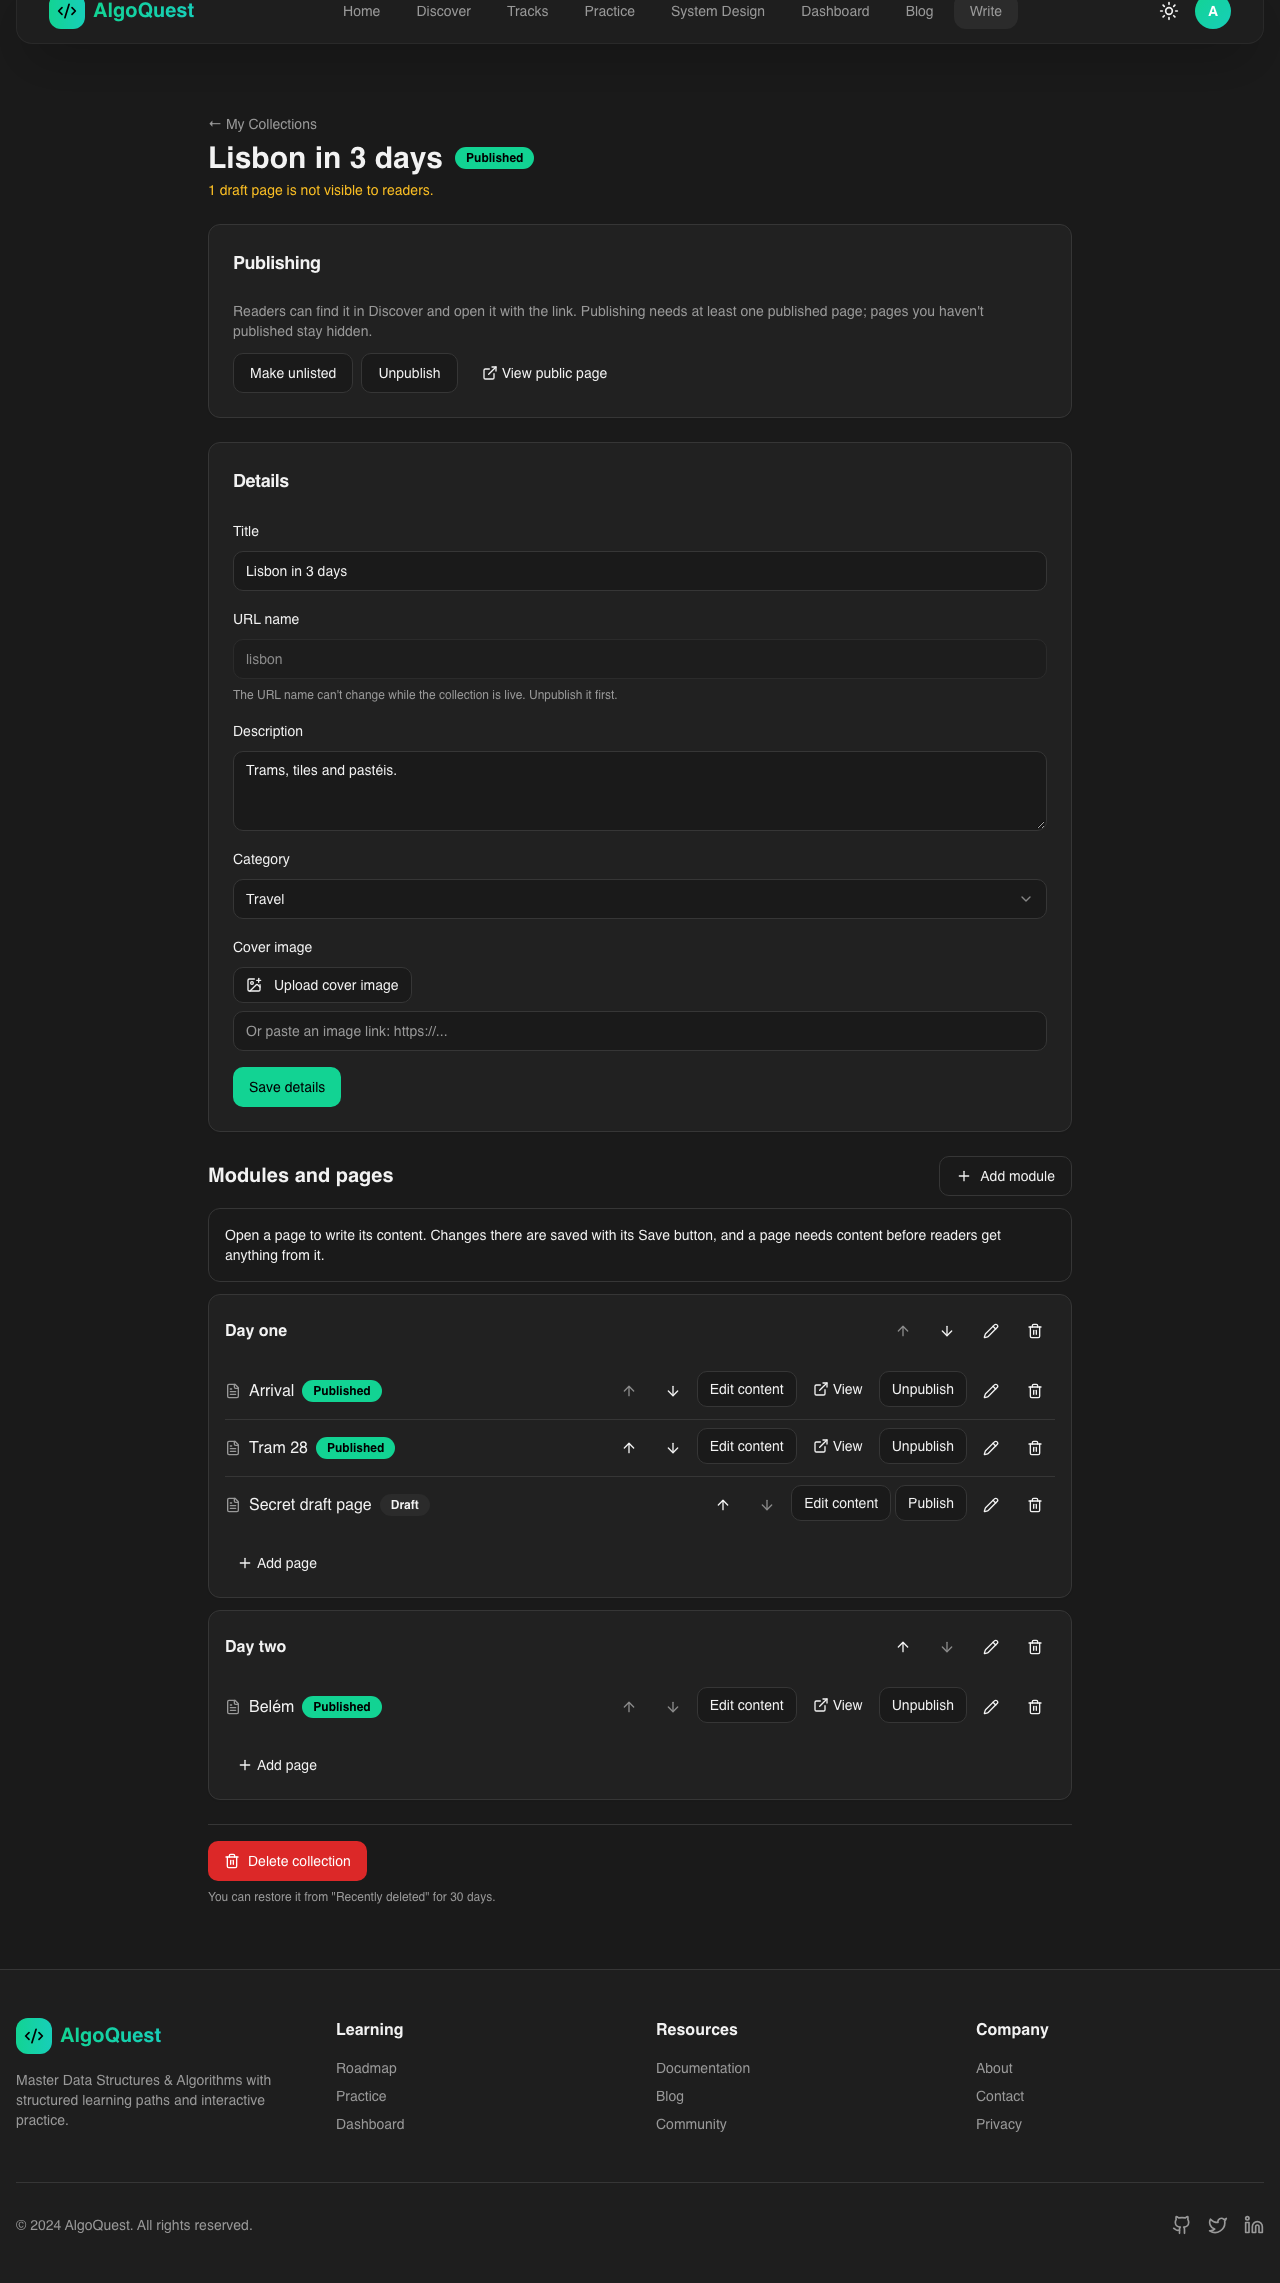 AlgoQuest
Home Discover Tracks Practice System Design Dashboard Blog Write
A
← My Collections
Lisbon in 3 days Published
1 draft page is not visible to readers.
Publishing
Readers can find it in Discover and open it with the link. Publishing needs at least one published page; pages you haven't
published stay hidden.
Make unlisted Unpublish View public page
Details
Title
Lisbon in 3 days
URL name
lisbon
The URL name can't change while the collection is live. Unpublish it first.
Description
Trams, tiles and pastéis.
Category
Travel
Cover image
Upload cover image
Or paste an image link: https://...
Save details
Modules and pages
Add module
Open a page to write its content. Changes there are saved with its Save button, and a page needs content before readers get
anything from it.
Day one
Arrival Published Edit content View Unpublish
Tram 28 Published Edit content View Unpublish
Secret draft page Draft Edit content Publish
Add page
Day two
Belém Published Edit content View Unpublish
Add page
Delete collection
You can restore it from "Recently deleted" for 30 days.
AlgoQuest
Master Data Structures & Algorithms with
structured learning paths and interactive
practice.
Learning
Roadmap
Practice
Dashboard
Resources
Documentation
Blog
Community
Company
About
Contact
Privacy
© 2024 AlgoQuest. All rights reserved.